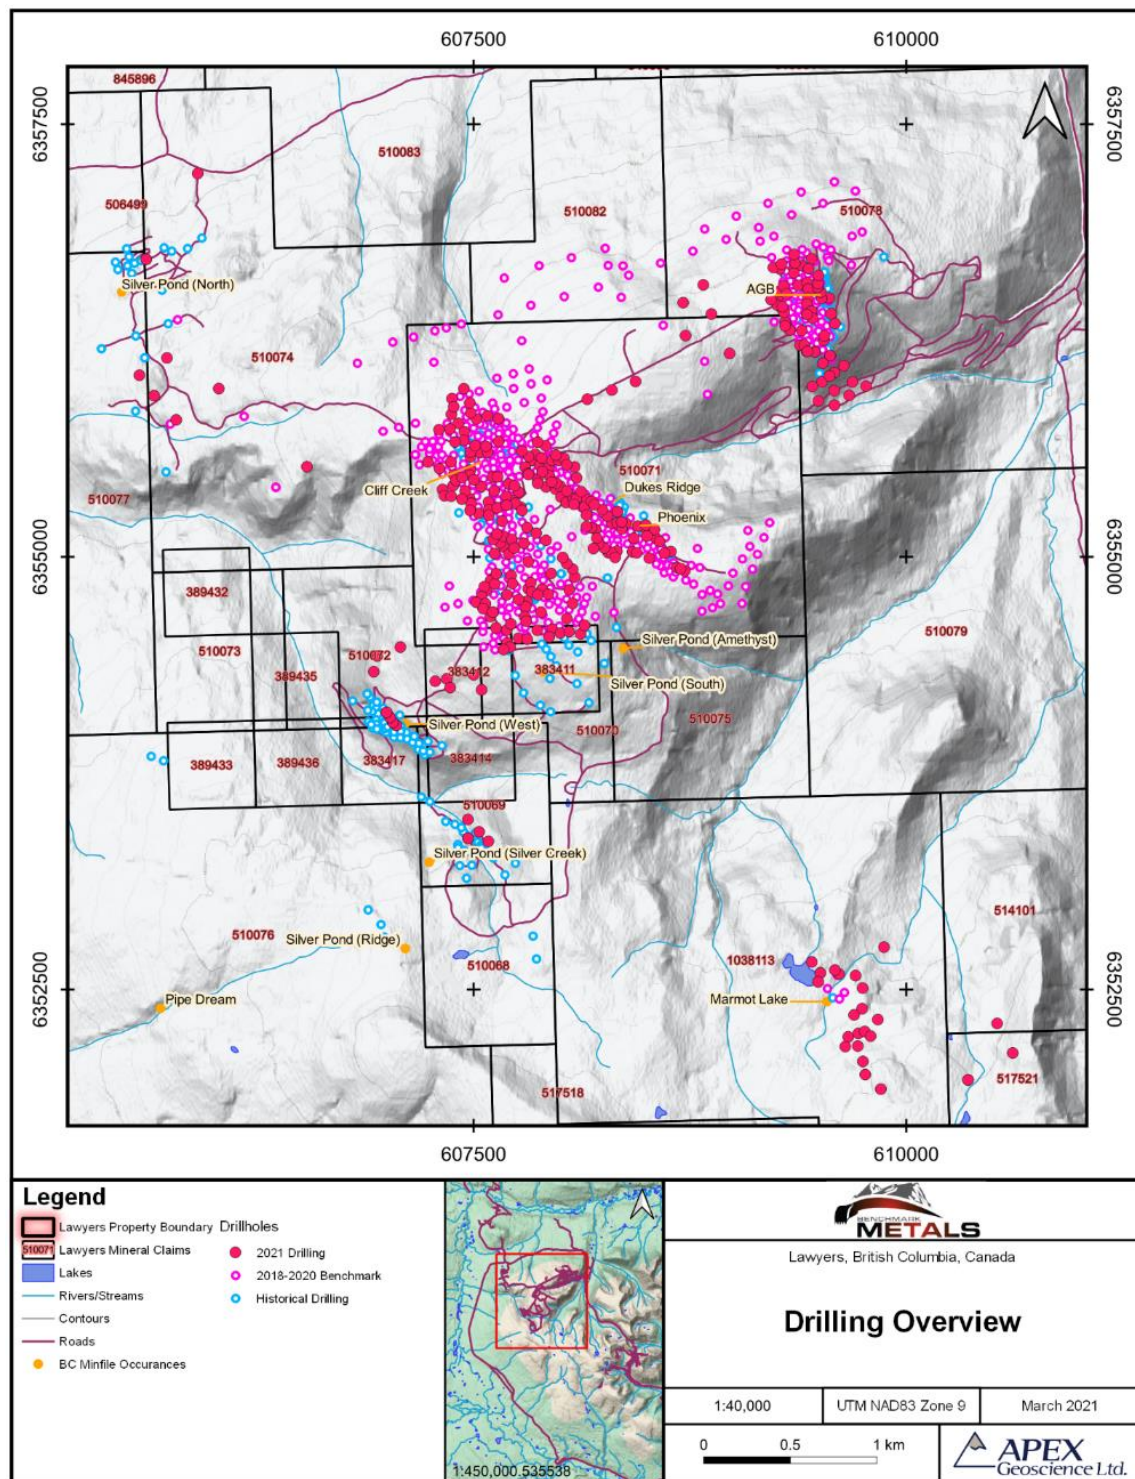 607500
610000
845896
6357500
6357500
510083
506499
510082
510078
Silver Pond (North)
AGB
510074
510071
Cliff Creek
Dukes Ridge
510077
Phoenix
6355000
6355000
389432
510079
510073
510072
Silver Pond (Amethyst)
389435
383412
383411
Silver Pond (South)
Silver Pond (West)
510070
510075
389433
389436
383417
383414
510069
Silver Pond (Silver Creek)
514101
510076
Silver Pond (Ridge)
510068
1038113
Pipe Dream
Marmot Lake
6352500
6352500
517521
517518
607500
610000
Legend
Lawyers Property Boundary
Drillholes
510071
Lawyers Mineral Claims
2021 Drilling
Lakes
2018-2020 Benchmark
Rivers/Streams
Historical Drilling
Contours
Roads
BC Minfile Occurances
1:450,000.535538
BENCHMARK
METALS
Lawyers, British Columbia, Canada
Drilling Overview
1:40,000
UTM NAD83 Zone 9
March 2021
0 0.5 1 km
APEX
Geoscience Ltd.